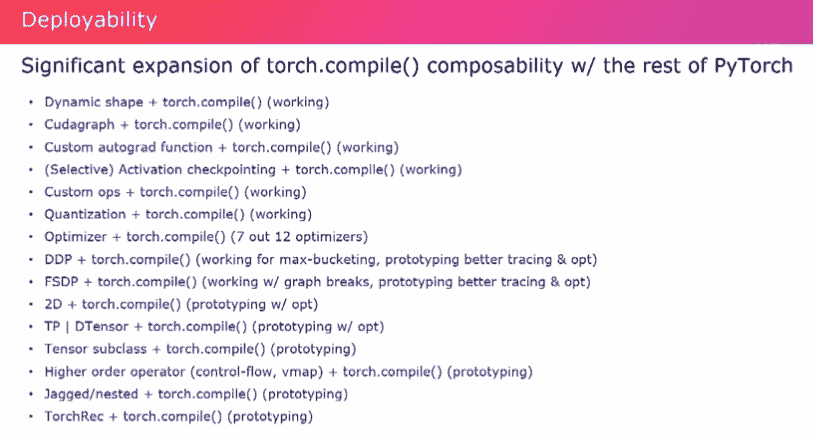 Deployability
Significant expansion of torch.compile() composability w/ the rest of PyTorch
• Dynamic shape + torch.compile() (working)
• Cudagraph + torch.compile() (working)
• Custom autograd function + torch.compile() (working)
• (Selective) Activation checkpointing + torch.compile() (working)
• Custom ops + torch.compile() (working)
• Quantization + torch.compile() (working)
• Optimizer + torch.compile() (7 out 12 optimizers)
• DDP + torch.compile() (working for max-bucketing, prototyping better tracing & opt)
• FSDP + torch.compile() (working w/ graph breaks, prototyping better tracing & opt)
• 2D + torch.compile() (prototyping w/ opt)
• TP | DTensor + torch.compile() (prototyping w/ opt)
• Tensor subclass + torch.compile() (prototyping)
• Higher order operator (control-flow, vmap) + torch.compile() (prototyping)
• Jagged/nested + torch.compile() (prototyping)
• TorchRec + torch.compile() (prototyping)